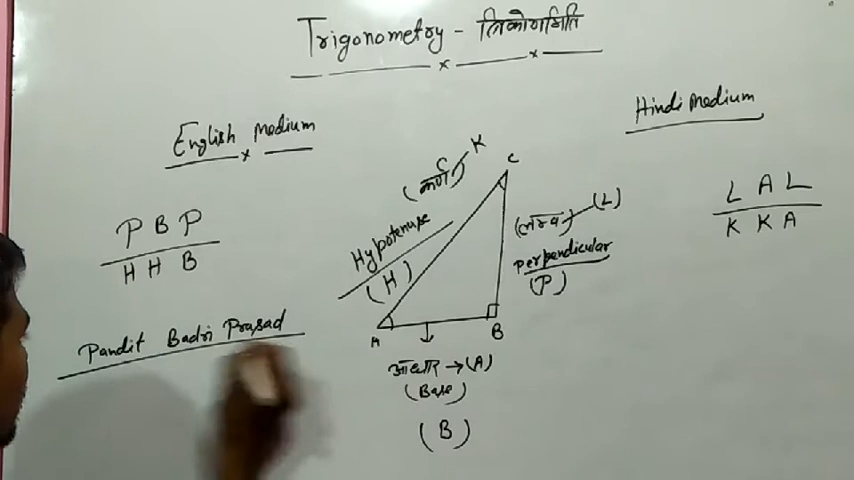 Trigonometry - त्रिकोणमिति
English Medium
Hindi Medium
P B P
H H B
Pandit Badri Prasad
(कर्ण) K
Hypotenuse
(H)
C
(लम्ब) (L)
Perpendicular
(P)
A
B
आधार → (A)
(Base)
(B)
L A L
K K A